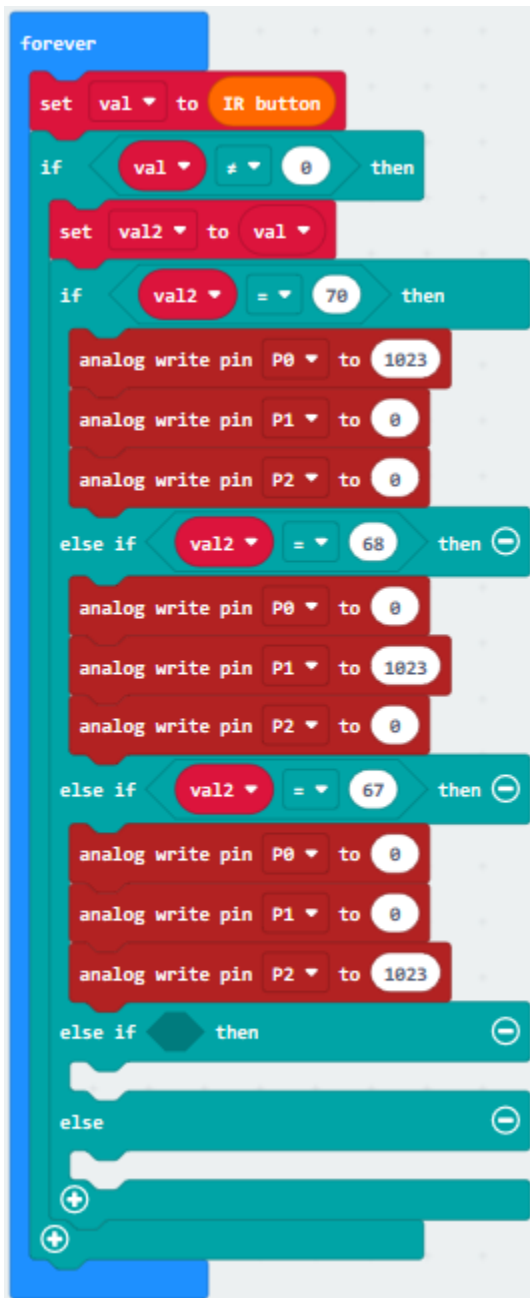 forever
set val to IR button
if val ≠ 0 then
set val2 to val
if val2 = 70 then
analog write pin P0 to 1023
analog write pin P1 to 0
analog write pin P2 to 0
else if val2 = 68 then
analog write pin P0 to 0
analog write pin P1 to 1023
analog write pin P2 to 0
else if val2 = 67 then
analog write pin P0 to 0
analog write pin P1 to 0
analog write pin P2 to 1023
else if then
else